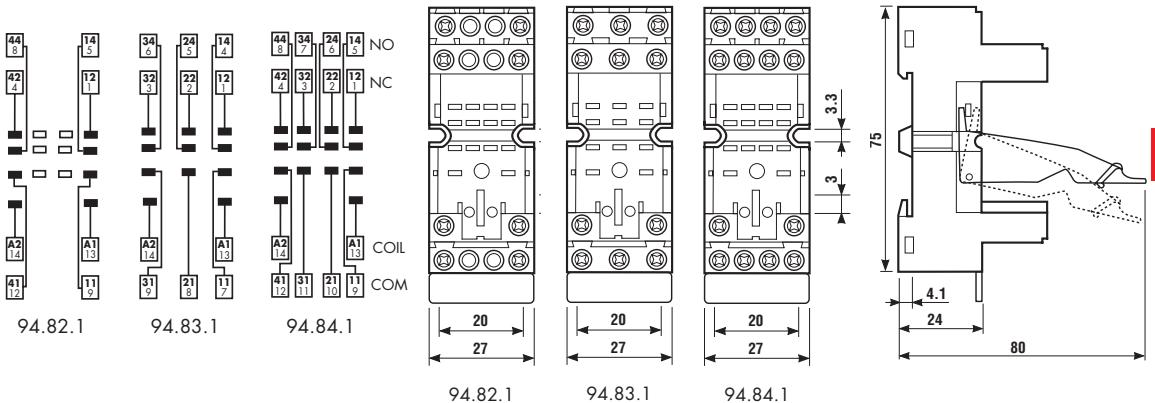 44 8 14 5
42 4 12 1
A2 14 A1 13
41 12 11 9
94.82.1
34 6 24 5 14 4
32 3 22 2 12 1
A2 14 A1 13
31 9 21 8 11 7
94.83.1
44 8 34 7 24 6 14 5 NO
42 4 32 3 22 2 12 1 NC
A2 14 A1 13 COIL
41 12 31 11 21 10 11 9 COM
94.84.1
20
27
94.82.1
20
27
94.83.1
3.3
3
20
27
94.84.1
75
4.1
24
80